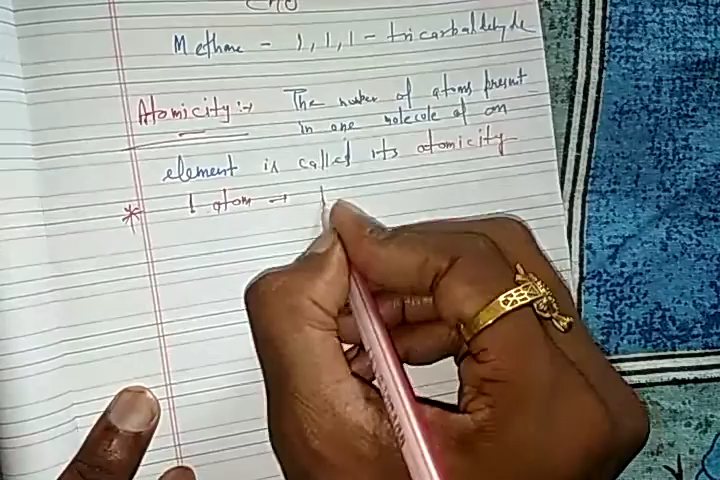 CHO
Methane - 1, 1, 1 - tricarbaldehyde
Atomicity :- The number of atoms present
in one molecule of an
element is called its atomicity
* 1 atom →